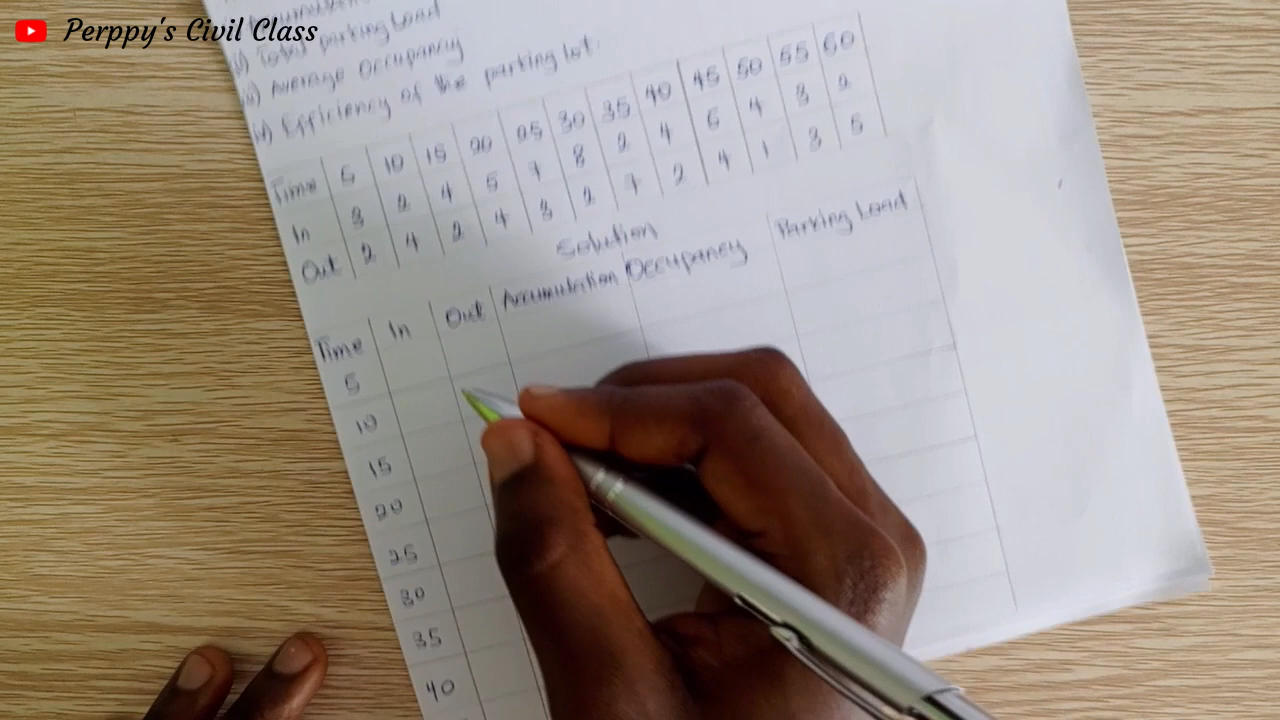 Perppy's Civil Class
ii) Total parking Load
iii) Average Occupancy
iv) Efficiency of the parking lot.
Time 5 10 15 20 25 30 35 40 45 50 55 60
In 3 2 4 5 7 8 2 4 6 4 3 2
Out 2 4 2 4 3 2 7 2 4 1 3 5
Solution
Time In Out Accumulation Occupancy Parking Load
5
10
15
20
25
30
35
40